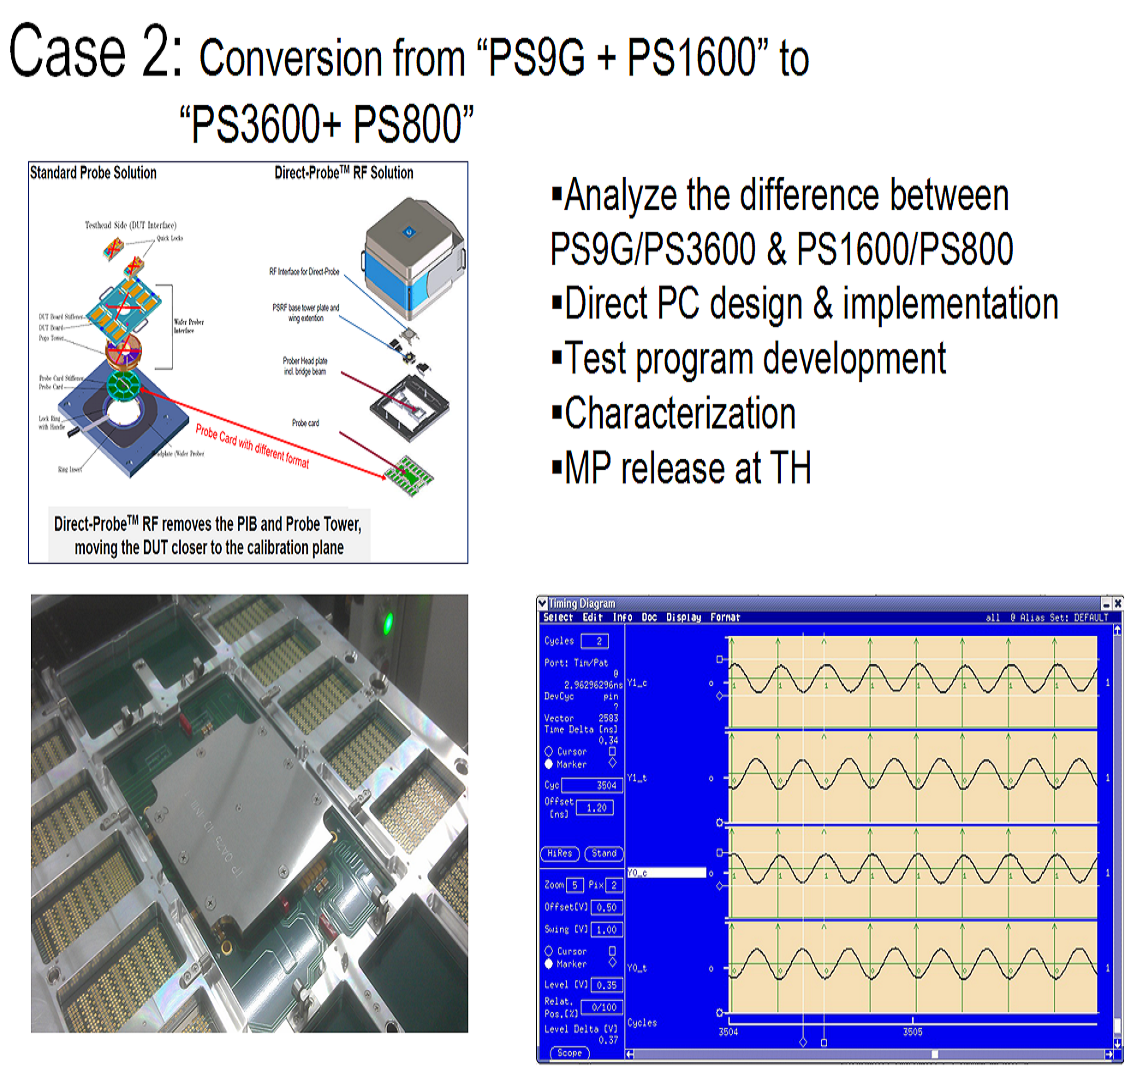 Case 2: Conversion from “PS9G + PS1600” to
“PS3600+ PS800”
Standard Probe Solution
Direct-Probe™ RF Solution
Testhead Side (DUT Interface)
Quick Locks
DUT Board Stiffener
DUT Board
Pogo Tower
Wafer Prober
Interface
Probe Card Stiffener
Probe Card
Lock Ring
with Handle
(Wafer Prober
RF Interface for Direct-Probe
PSRF base tower plate and
wing extention
Prober Head plate
incl. bridge beam
Probe card
Probe Card with different format
Direct-Probe™ RF removes the PIB and Probe Tower,
moving the DUT closer to the calibration plane
▪Analyze the difference between
PS9G/PS3600 & PS1600/PS800
▪Direct PC design & implementation
▪Test program development
▪Characterization
▪MP release at TH
Timing Diagram
Select Edit Info Doc Display Format
all @ Alias Set: DEFAULT
Cycles 2
Port: Tim/Pat
@
2.96296296ns
DevCyc pin
?
Vector 2583
Time Delta [ns]
0.34
Cursor
Marker
Cyc 3504
Offset
[ns] 1.20
HiRes Stand
Zoom 5 Pix 2
Offset[V] 0.50
Swing [V] 1.00
Cursor
Marker
Level [V] 0.35
Relat.
Pos.[%] 0/100
Level Delta [V]
0.37
Scope
Y1_c
Y1_t
Y0_c
Y0_t
Cycles
3504 3505